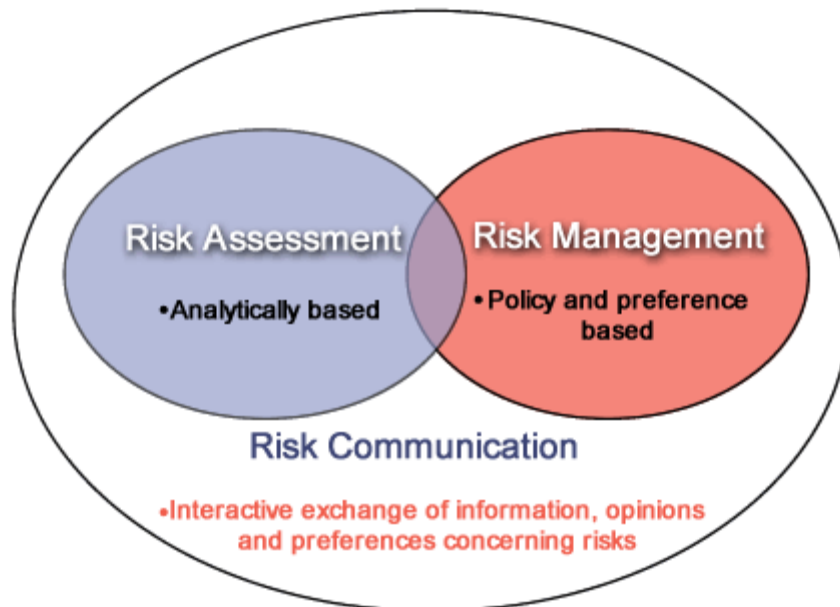 Risk Assessment
•Analytically based
Risk Management
• Policy and preference
based
Risk Communication
•Interactive exchange of information, opinions
and preferences concerning risks